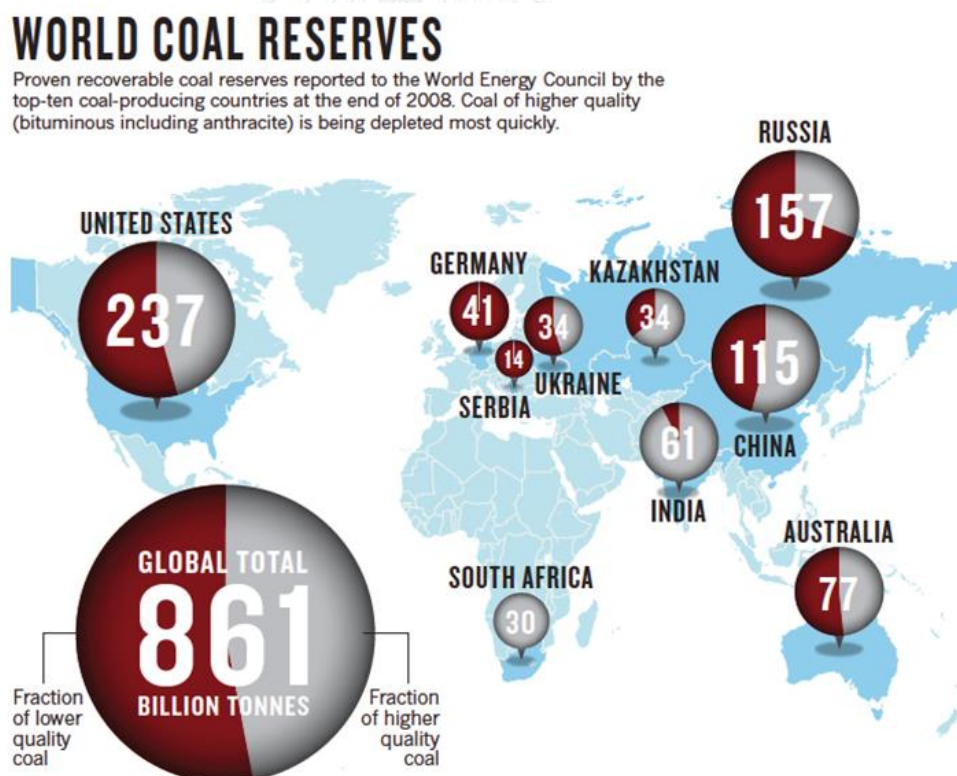 WORLD COAL RESERVES
Proven recoverable coal reserves reported to the World Energy Council by the
top-ten coal-producing countries at the end of 2008. Coal of higher quality
(bituminous including anthracite) is being depleted most quickly.
RUSSIA
157
UNITED STATES
237
GERMANY
41
KAZAKHSTAN
34
34
UKRAINE
14
SERBIA
115
CHINA
61
INDIA
AUSTRALIA
77
SOUTH AFRICA
30
GLOBAL TOTAL
861
BILLION TONNES
Fraction
of lower
quality
coal
Fraction
of higher
quality
coal